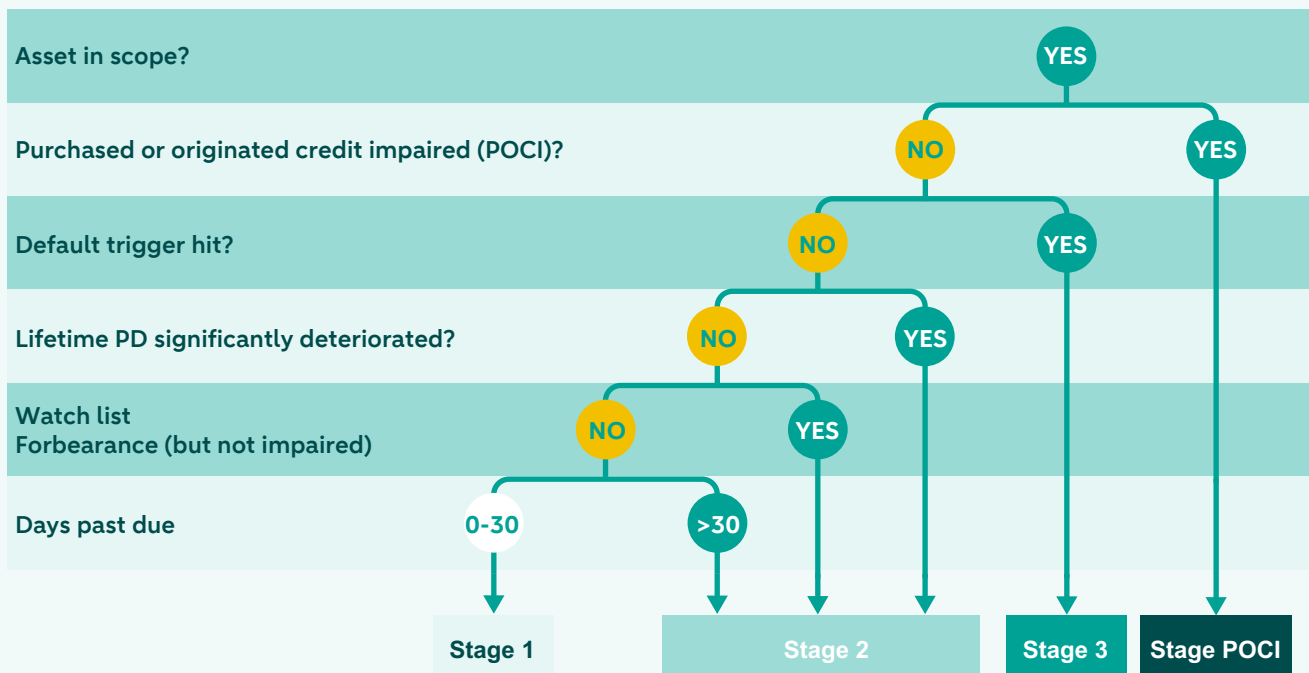 Asset in scope?
YES
Purchased or originated credit impaired (POCI)?
NO
YES
Default trigger hit?
NO
YES
Lifetime PD significantly deteriorated?
NO
YES
Watch list
Forbearance (but not impaired)
NO
YES
Days past due
0-30
>30
Stage 1
Stage 2
Stage 3
Stage POCI